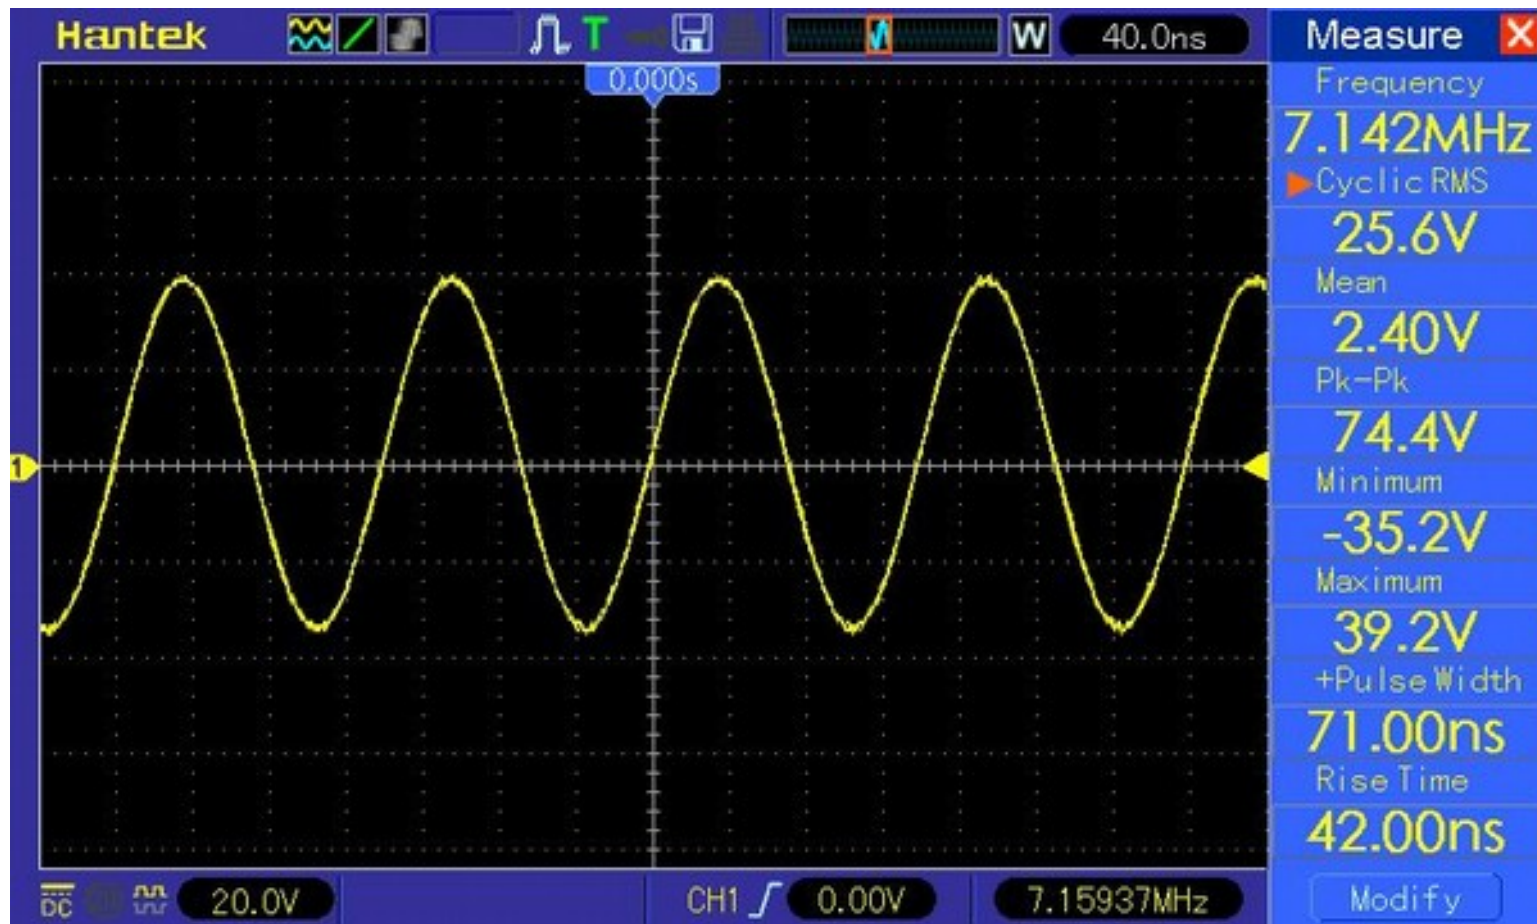 Hantek T W 40.0ns
0.000s
1
DC 20.0V CH1 0.00V 7.15937MHz
Measure X
Frequency
7.142MHz
Cyclic RMS
25.6V
Mean
2.40V
Pk-Pk
74.4V
Minimum
-35.2V
Maximum
39.2V
+Pulse Width
71.00ns
Rise Time
42.00ns
Modify